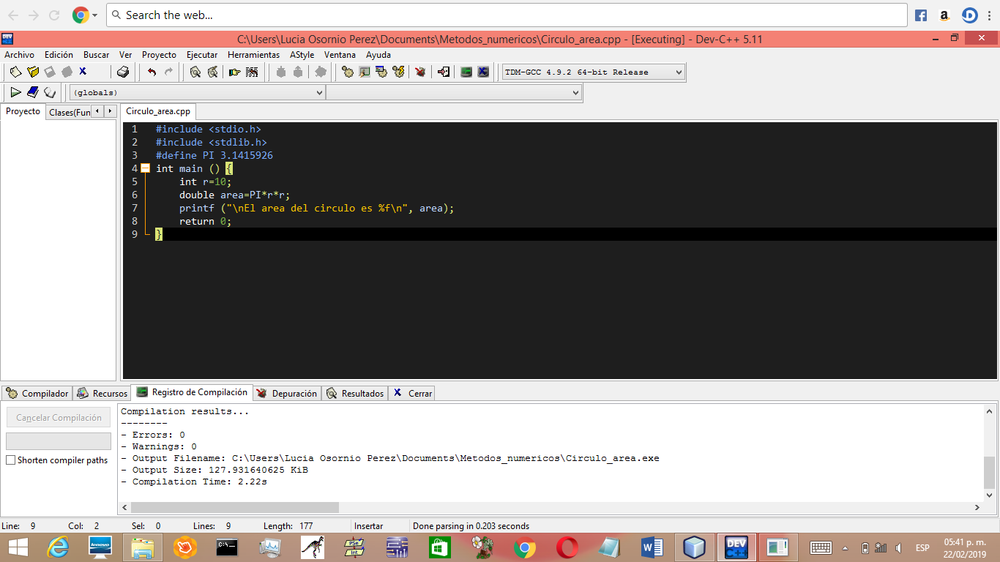 Search the web...
C:\Users\Lucia Osornio Perez\Documents\Metodos_numericos\Circulo_area.cpp - [Executing] - Dev-C++ 5.11
Archivo Edición Buscar Ver Proyecto Ejecutar Herramientas AStyle Ventana Ayuda
TDM-GCC 4.9.2 64-bit Release
(globals)
Proyecto Clases(Fun Circulo_area.cpp
1 #include <stdio.h>
2 #include <stdlib.h>
3 #define PI 3.1415926
4 int main () {
5 int r=10;
6 double area=PI*r*r;
7 printf ("\nEl area del circulo es %f\n", area);
8 return 0;
9 }
Compilador Recursos Registro de Compilación Depuración Resultados Cerrar
Cancelar Compilación
Shorten compiler paths
Compilation results...
--------
- Errors: 0
- Warnings: 0
- Output Filename: C:\Users\Lucia Osornio Perez\Documents\Metodos_numericos\Circulo_area.exe
- Output Size: 127.931640625 KiB
- Compilation Time: 2.22s
Line: 9 Col: 2 Sel: 0 Lines: 9 Length: 177 Insertar Done parsing in 0.203 seconds
lenovo C:\ PSe Int DEV C++ ESP 05:41 p. m.
22/02/2019